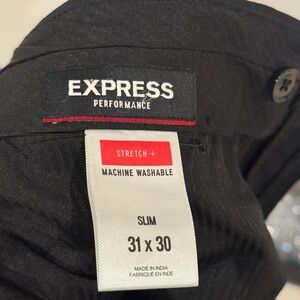 EXPRESS
PERFORMANCE
STRETCH +
MACHINE WASHABLE
SLIM
31 x 30
MADE IN INDIA
FABRIQUÉ EN INDE